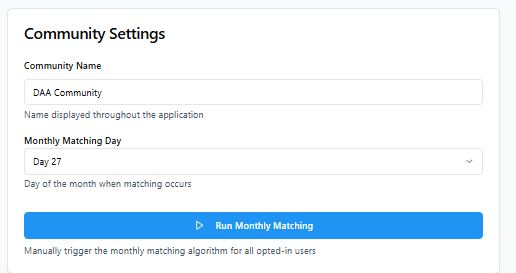 Community Settings
Community Name
DAA Community
Name displayed throughout the application
Monthly Matching Day
Day 27
Day of the month when matching occurs
Run Monthly Matching
Manually trigger the monthly matching algorithm for all opted-in users